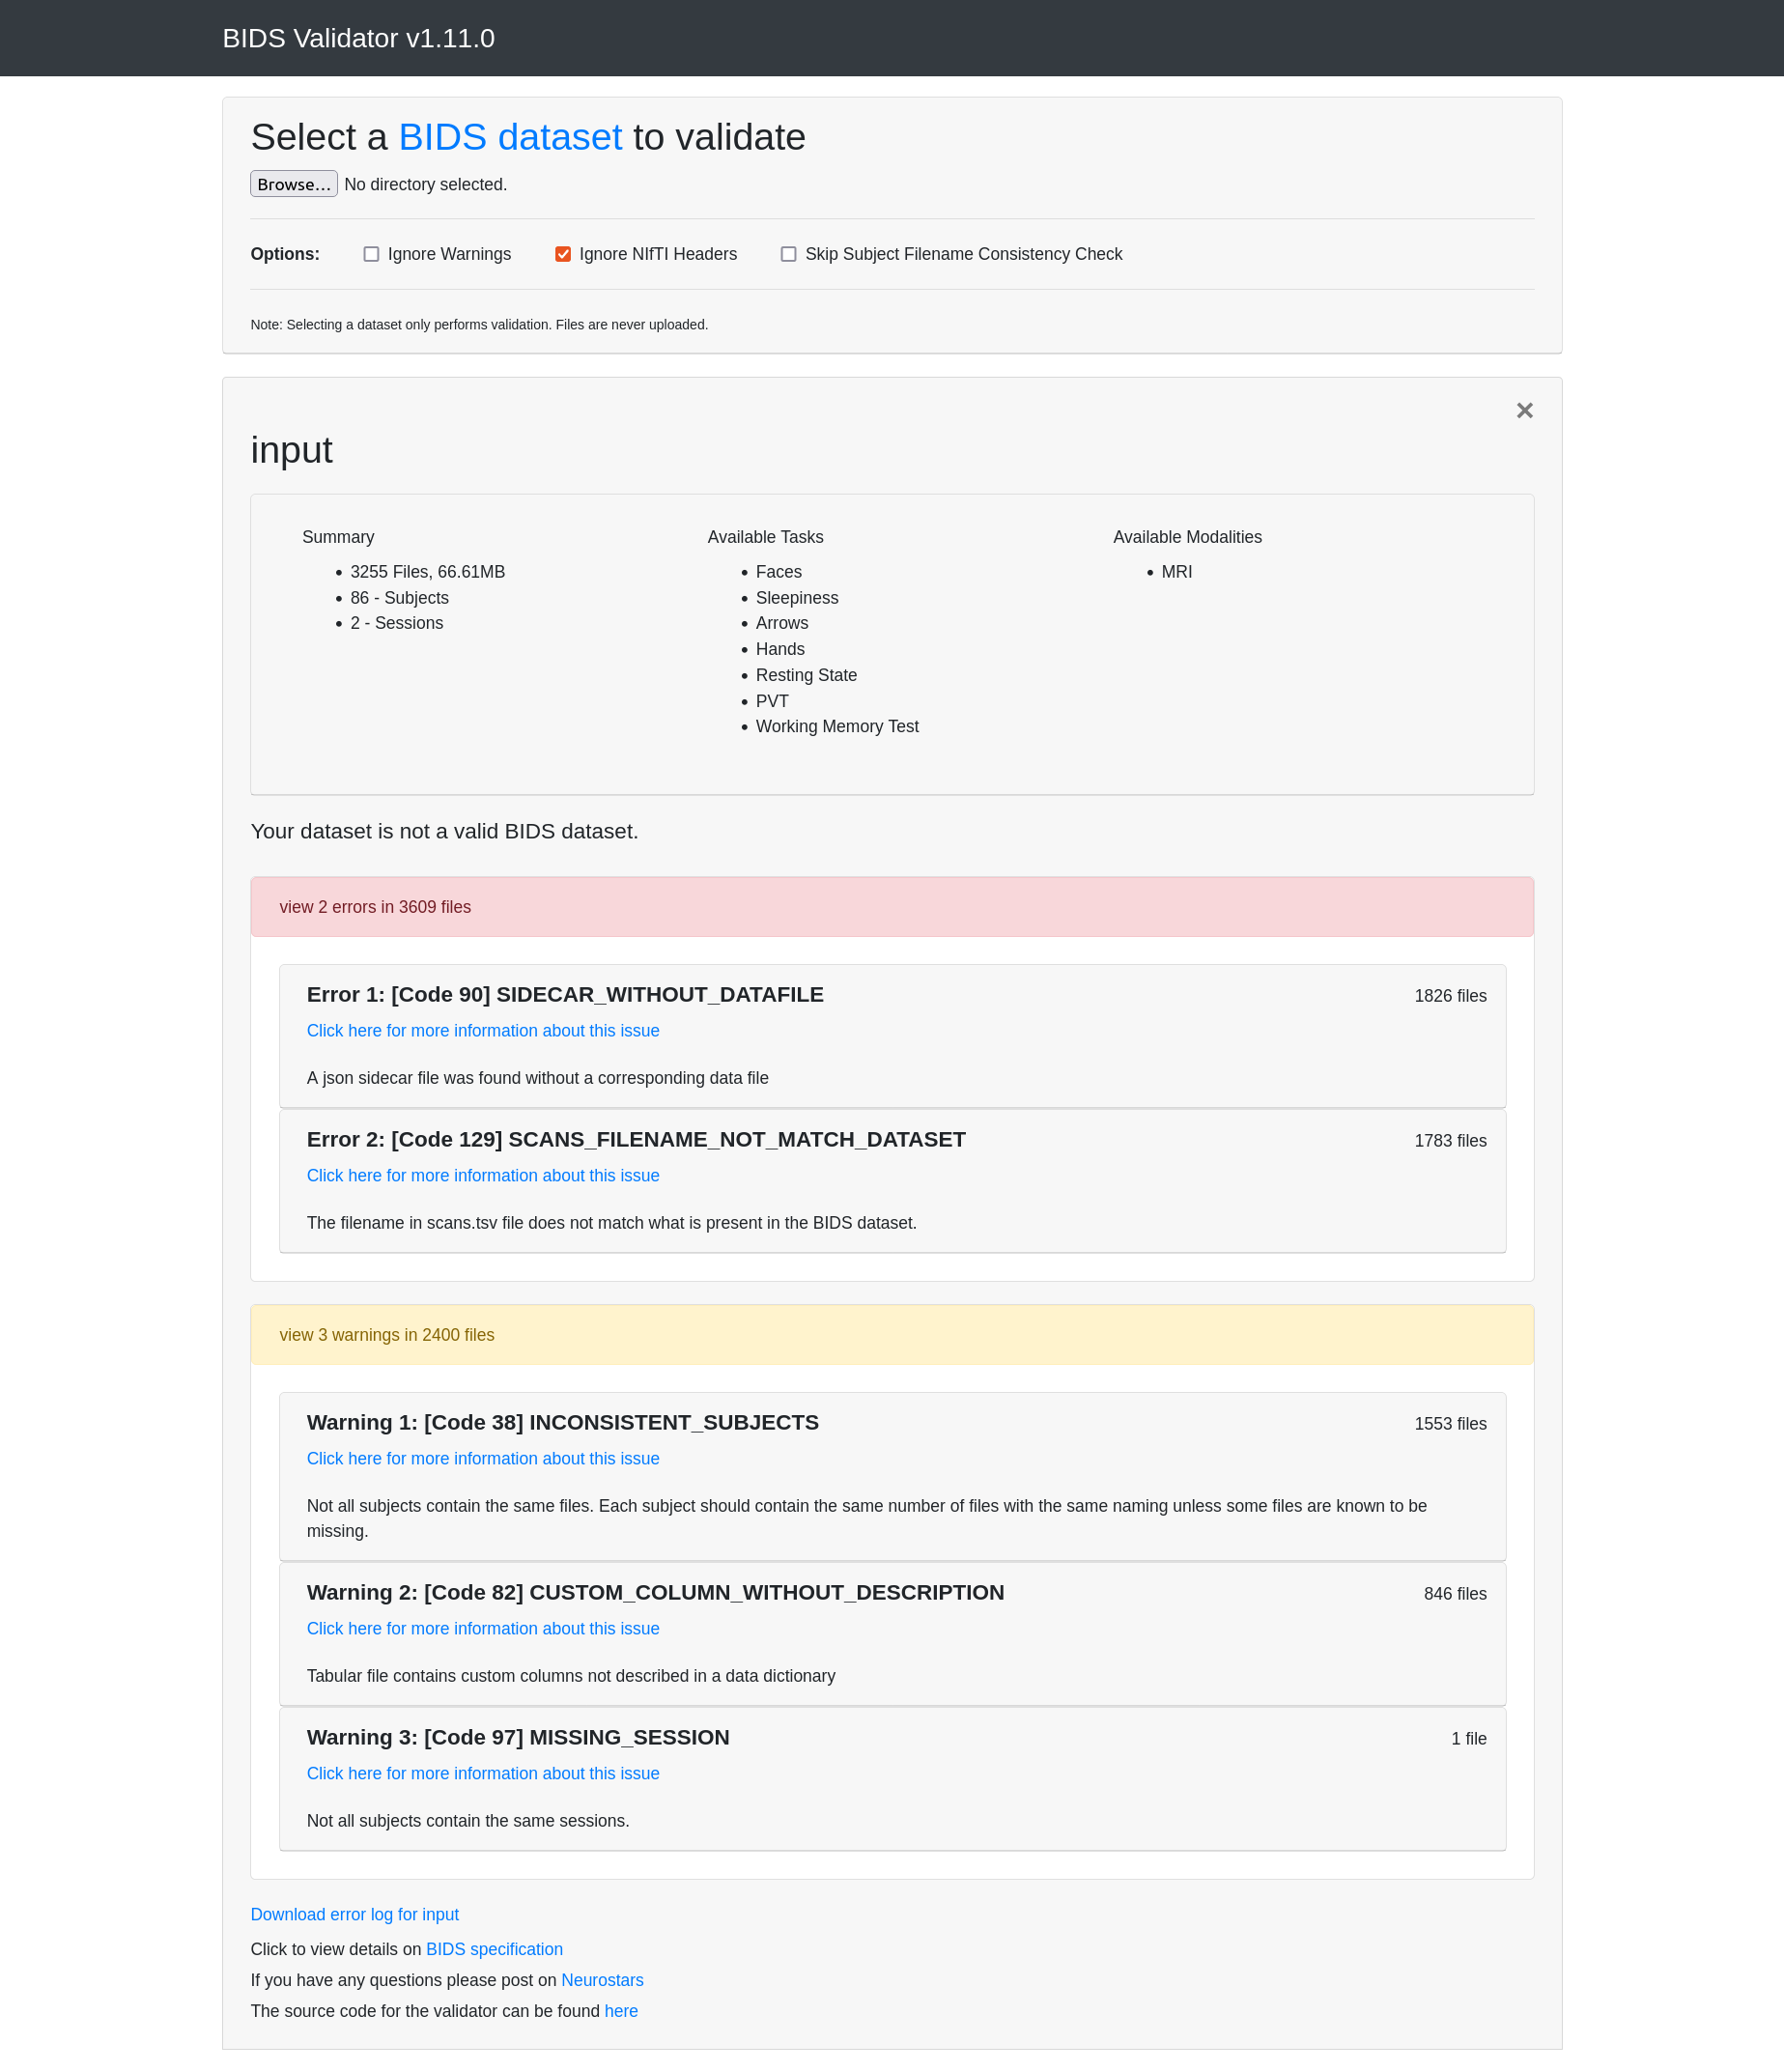 BIDS Validator v1.11.0
Select a BIDS dataset to validate
Browse... No directory selected.
Options: Ignore Warnings Ignore NIfTI Headers Skip Subject Filename Consistency Check
Note: Selecting a dataset only performs validation. Files are never uploaded.
×
input
Summary
3255 Files, 66.61MB
86 - Subjects
2 - Sessions
Available Tasks
Faces
Sleepiness
Arrows
Hands
Resting State
PVT
Working Memory Test
Available Modalities
MRI
Your dataset is not a valid BIDS dataset.
view 2 errors in 3609 files
Error 1: [Code 90] SIDECAR_WITHOUT_DATAFILE 1826 files
Click here for more information about this issue
A json sidecar file was found without a corresponding data file
Error 2: [Code 129] SCANS_FILENAME_NOT_MATCH_DATASET 1783 files
Click here for more information about this issue
The filename in scans.tsv file does not match what is present in the BIDS dataset.
view 3 warnings in 2400 files
Warning 1: [Code 38] INCONSISTENT_SUBJECTS 1553 files
Click here for more information about this issue
Not all subjects contain the same files. Each subject should contain the same number of files with the same naming unless some files are known to be
missing.
Warning 2: [Code 82] CUSTOM_COLUMN_WITHOUT_DESCRIPTION 846 files
Click here for more information about this issue
Tabular file contains custom columns not described in a data dictionary
Warning 3: [Code 97] MISSING_SESSION 1 file
Click here for more information about this issue
Not all subjects contain the same sessions.
Download error log for input
Click to view details on BIDS specification
If you have any questions please post on Neurostars
The source code for the validator can be found here